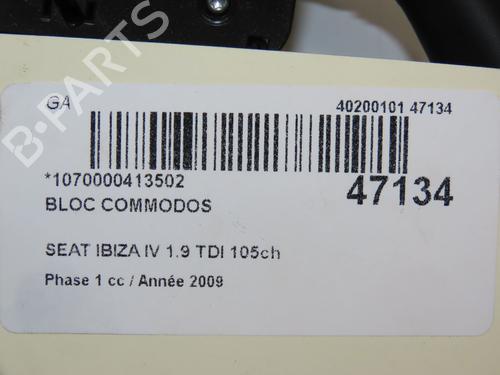 GA
40200101 47134
*1070000413502
47134
BLOC COMMODOS
SEAT IBIZA IV 1.9 TDI 105ch
Phase 1 cc / Année 2009
B-PARTS